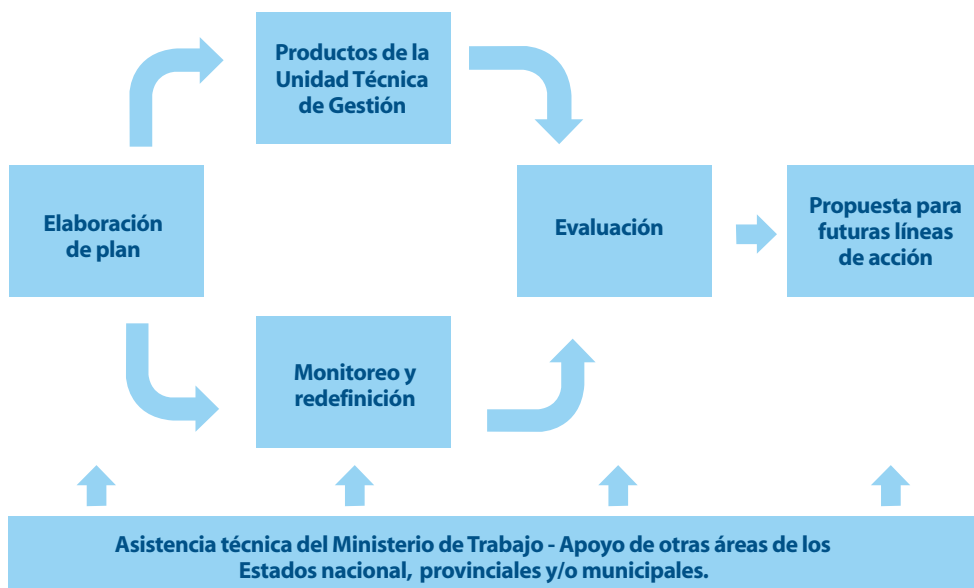 Productos de la
Unidad Técnica
de Gestión
Elaboración
de plan
Evaluación
Propuesta para
futuras líneas
de acción
Monitoreo y
redefinición
Asistencia técnica del Ministerio de Trabajo - Apoyo de otras áreas de los
Estados nacional, provinciales y/o municipales.